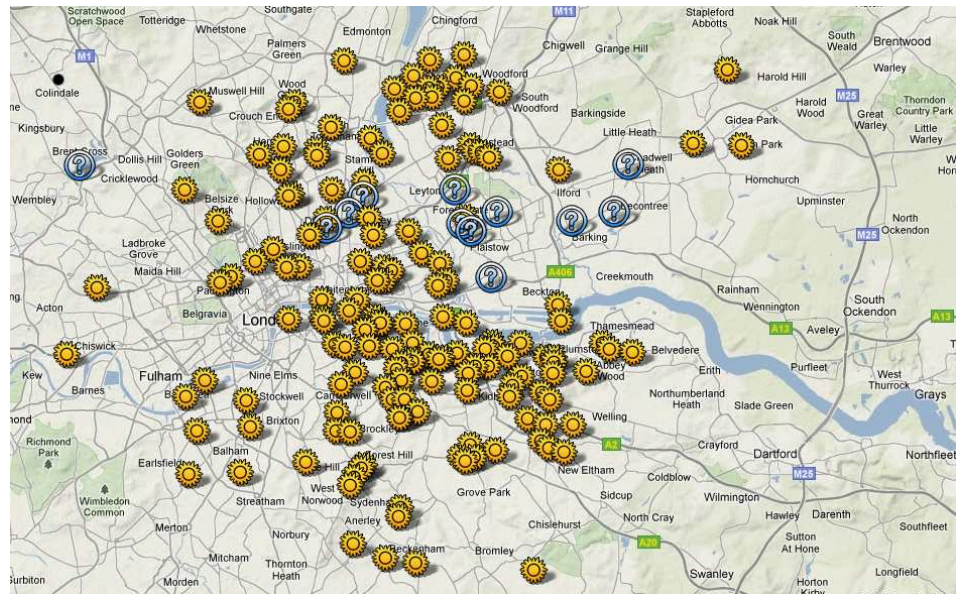 Southgate
Scratchwood
Open Space
Totteridge
Edmonton
Chingford
M11
Stapleford
Abbotts
Noak Hill
Whetstone
Palmers
Green
Chigwell
Grange Hill
South
Weald
Brentwood
M1
Warley
Colindale
Wood
Woodford
Harold Hill
Muswell Hill
South
Woodford
M25
Harold
Wood
Thorndon
Country Park
Crouch
Barkingside
Gidea Park
Great
Warley
Little
Warley
Kingsbury
Little Heath
Brent Cross
Dollis Hill
Golders
Green
Heath
Park
Cricklewood
Ilford
Hornchurch
Wembley
Belsize
Holloway
Leyton
Upminster
Ladbroke
Grove
Barking
North
Ockendon
M25
Plaistow
Maida Hill
A406
Creekmouth
Paddington
Beckton
Rainham
Acton
Wennington
South
Ockendon
Belgravia
Thamesmead
A13
Aveley
A13
Chiswick
Belvedere
Purfleet
Kew
Fulham
Nine Elms
Abbey
Wood
Erith
West
Thurrock
Barnes
Stockwell
Northumberland
Heath
Grays
Brixton
Brockley
Welling
Slade Green
Richmond
Park
Balham
A2
Crayford
Earlsfield
Forest Hill
New Eltham
Dartford
Northfleet
M25
West
Norwood
Grove Park
Coldblow
Wimbledon
Common
Streatham
Sidcup
Wilmington
Anerley
Chislehurst
North Cray
Hawley
Darenth
Southfleet
Merton
Norbury
A20
Sutton
At Hone
Mitcham
Thornton
Heath
Beckenham
Bromley
Swanley
Longfield
Morden
Horton
Kirby